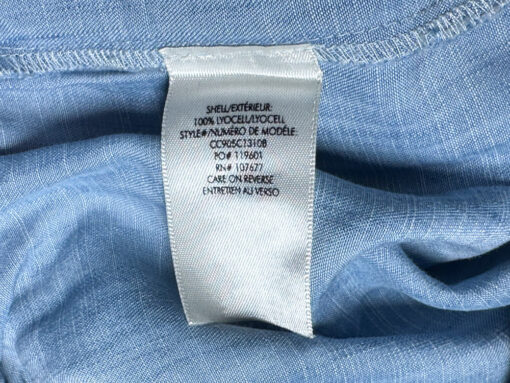 SHELL/EXTÉRIEUR:
100% LYOCELL/LYOCELL
STYLE#/NUMÉRO DE MODÈLE:
CC905C1310B
PO# 119601
RN# 107677
CARE ON REVERSE
ENTRETIEN AU VERSO